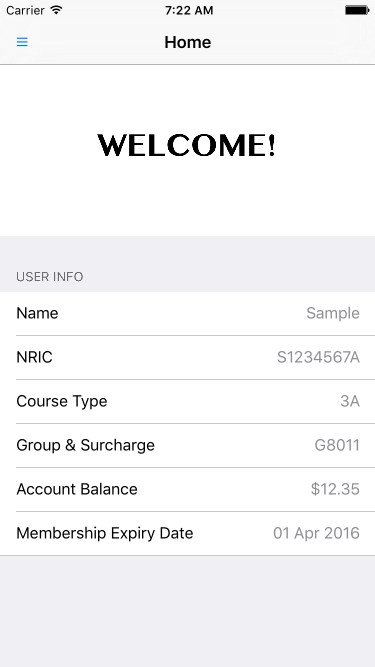 Carrier 7:22 AM
Home
WELCOME!
USER INFO
Name Sample
NRIC S1234567A
Course Type 3A
Group & Surcharge G8011
Account Balance $12.35
Membership Expiry Date 01 Apr 2016